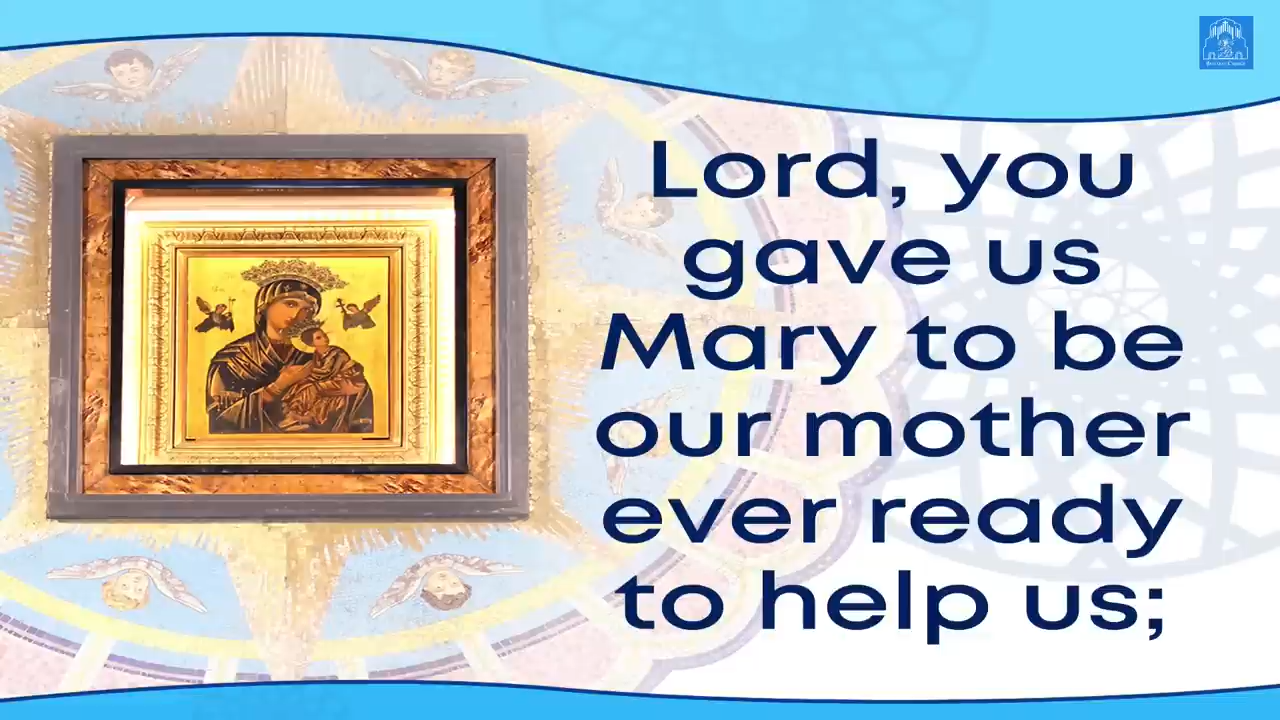 Lord, you
gave us
Mary to be
our mother
ever ready
to help us;